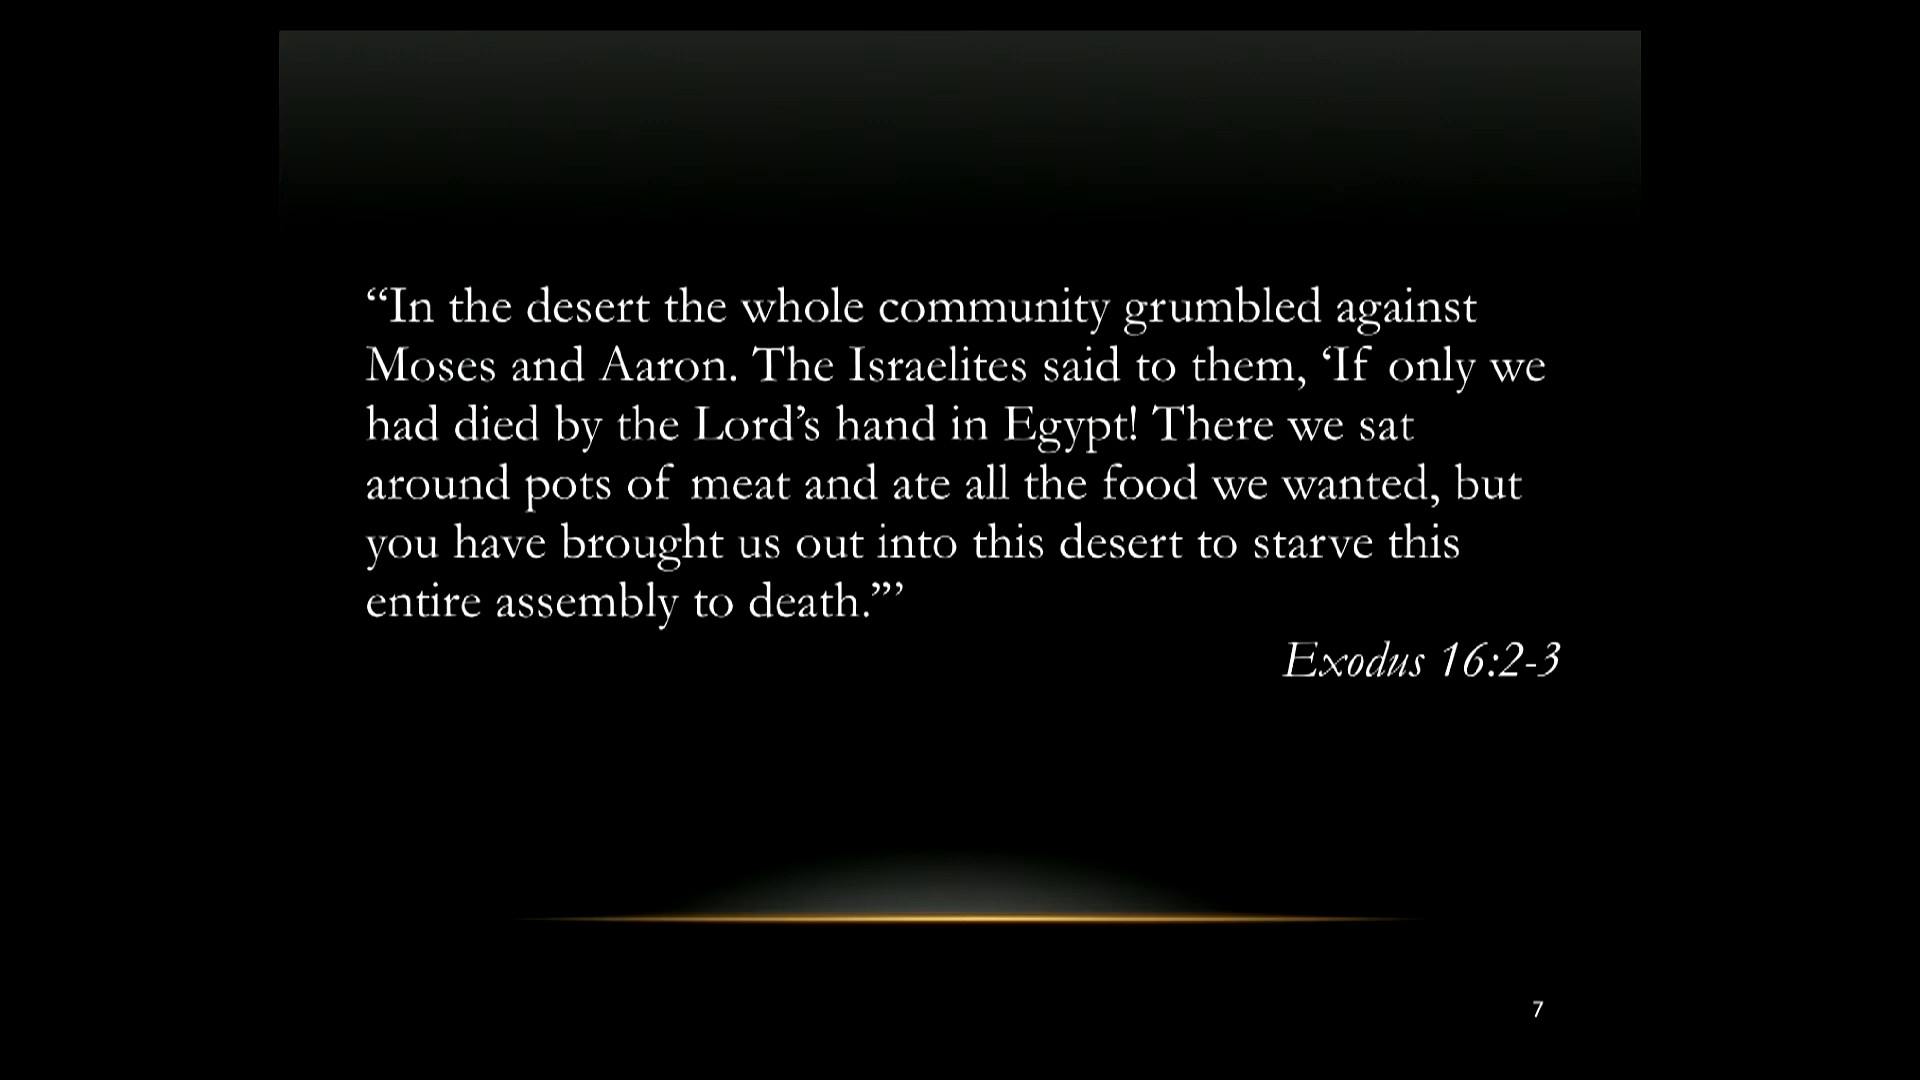 “In the desert the whole community grumbled against
Moses and Aaron. The Israelites said to them, ‘If only we
had died by the Lord’s hand in Egypt! There we sat
around pots of meat and ate all the food we wanted, but
you have brought us out into this desert to starve this
entire assembly to death.”’
Exodus 16:2-3
7